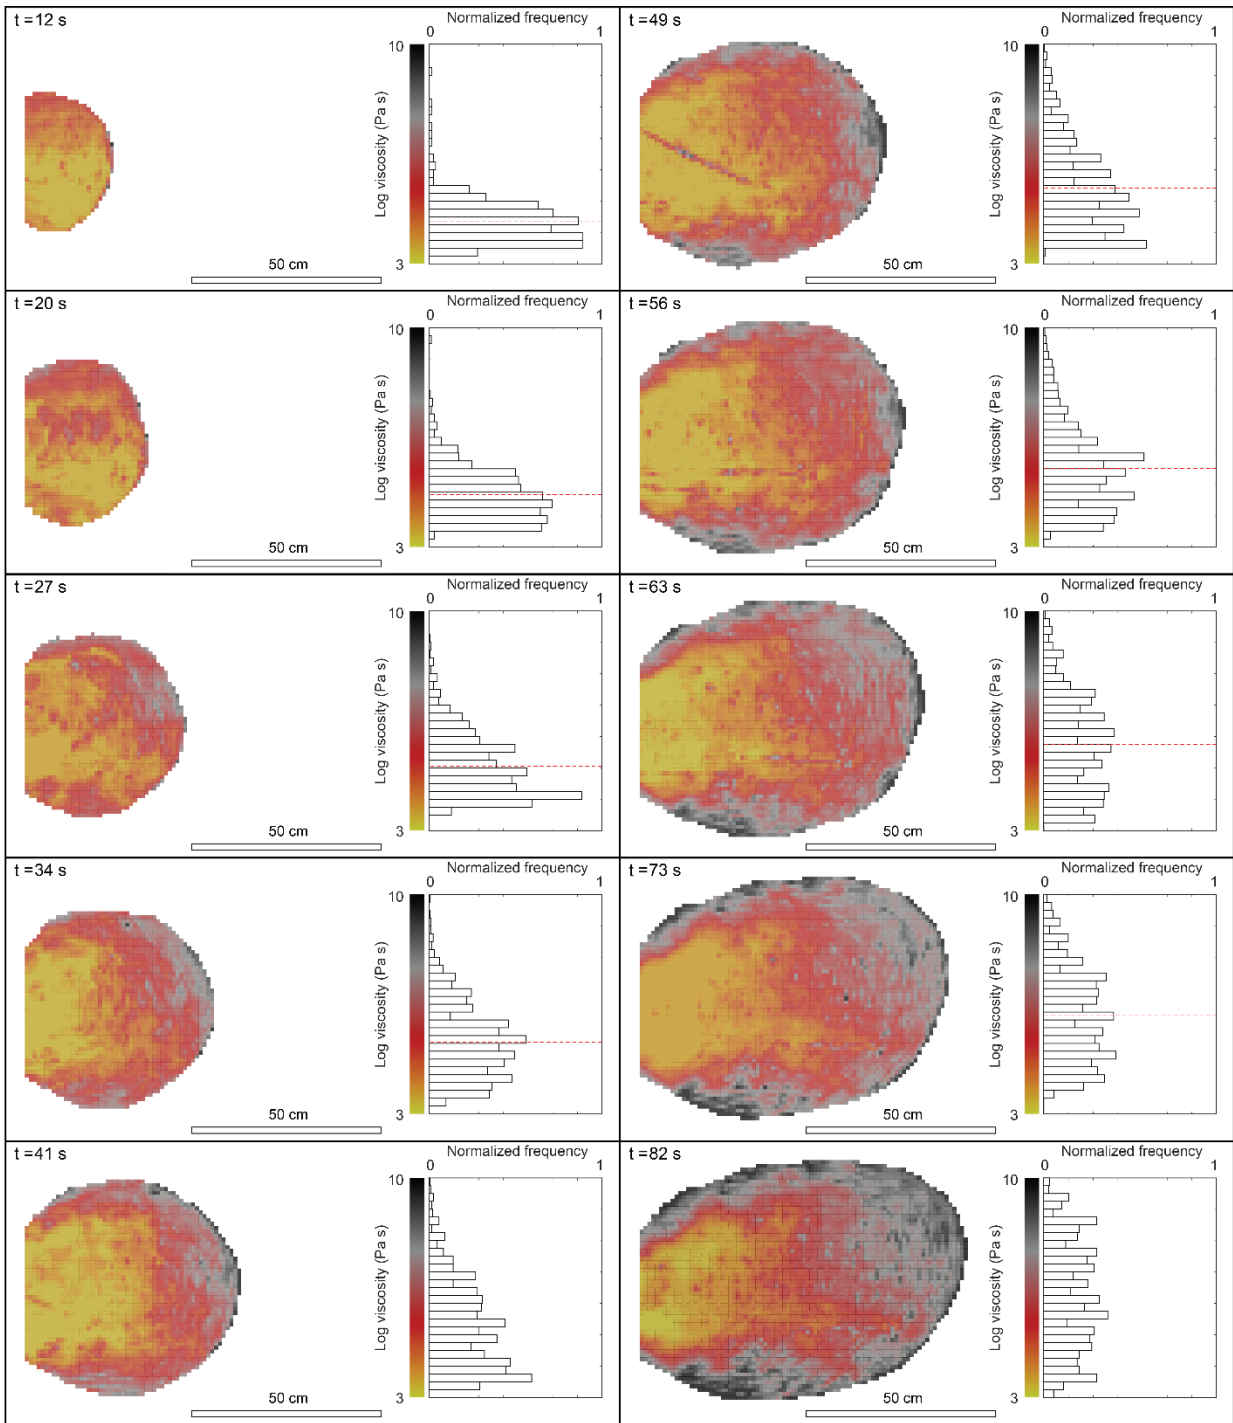 t =12 s
Normalized frequency
0 1
10
Log viscosity (Pa s)
3
50 cm
t =20 s
Normalized frequency
0 1
10
Log viscosity (Pa s)
3
50 cm
t =27 s
Normalized frequency
0 1
10
Log viscosity (Pa s)
3
50 cm
t =34 s
Normalized frequency
0 1
10
Log viscosity (Pa s)
3
50 cm
t =41 s
Normalized frequency
0 1
10
Log viscosity (Pa s)
3
50 cm
t =49 s
Normalized frequency
0 1
10
Log viscosity (Pa s)
3
50 cm
t =56 s
Normalized frequency
0 1
10
Log viscosity (Pa s)
3
50 cm
t =63 s
Normalized frequency
0 1
10
Log viscosity (Pa s)
3
50 cm
t =73 s
Normalized frequency
0 1
10
Log viscosity (Pa s)
3
50 cm
t =82 s
Normalized frequency
0 1
10
Log viscosity (Pa s)
3
50 cm